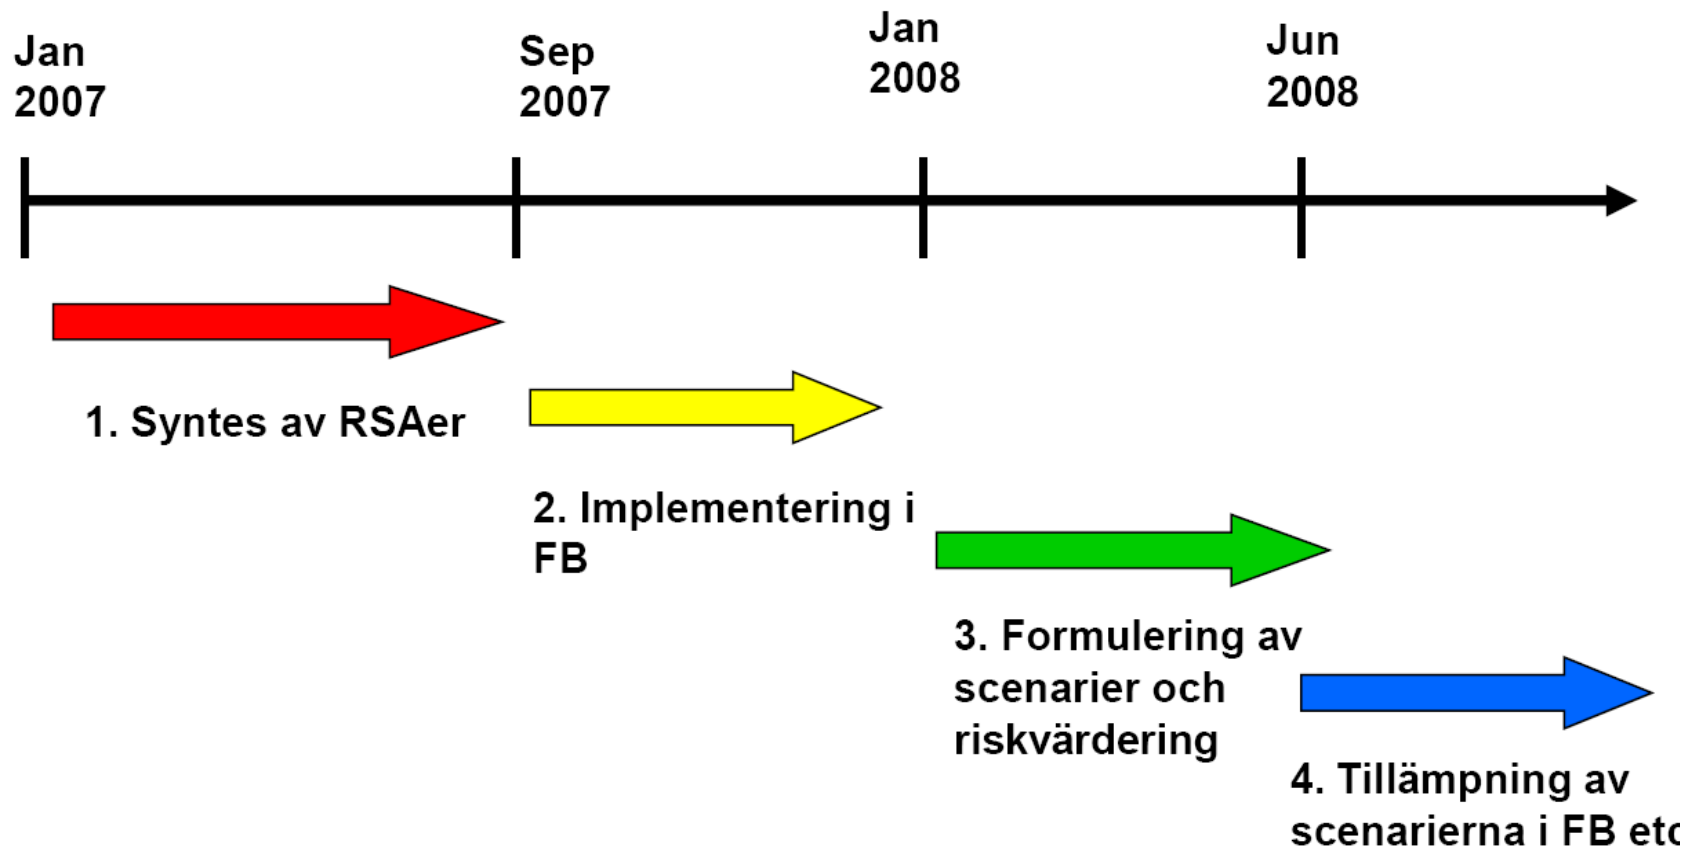 Jan
2007
Sep
2007
Jan
2008
Jun
2008
1. Syntes av RSAer
2. Implementering i
FB
3. Formulering av
scenarier och
riskvärdering
4. Tillämpning av
scenarierna i FB etc